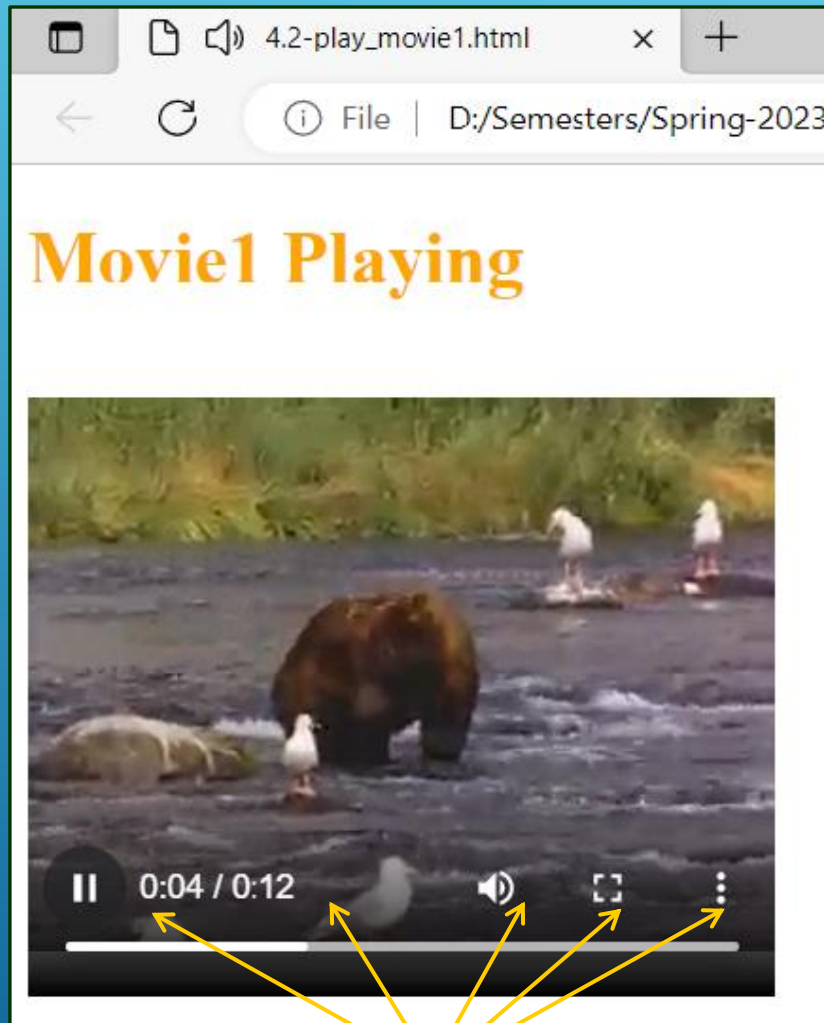 4.2-play_movie1.html
File | D:/Semesters/Spring-2023
Movie1 Playing
0:04 / 0:12